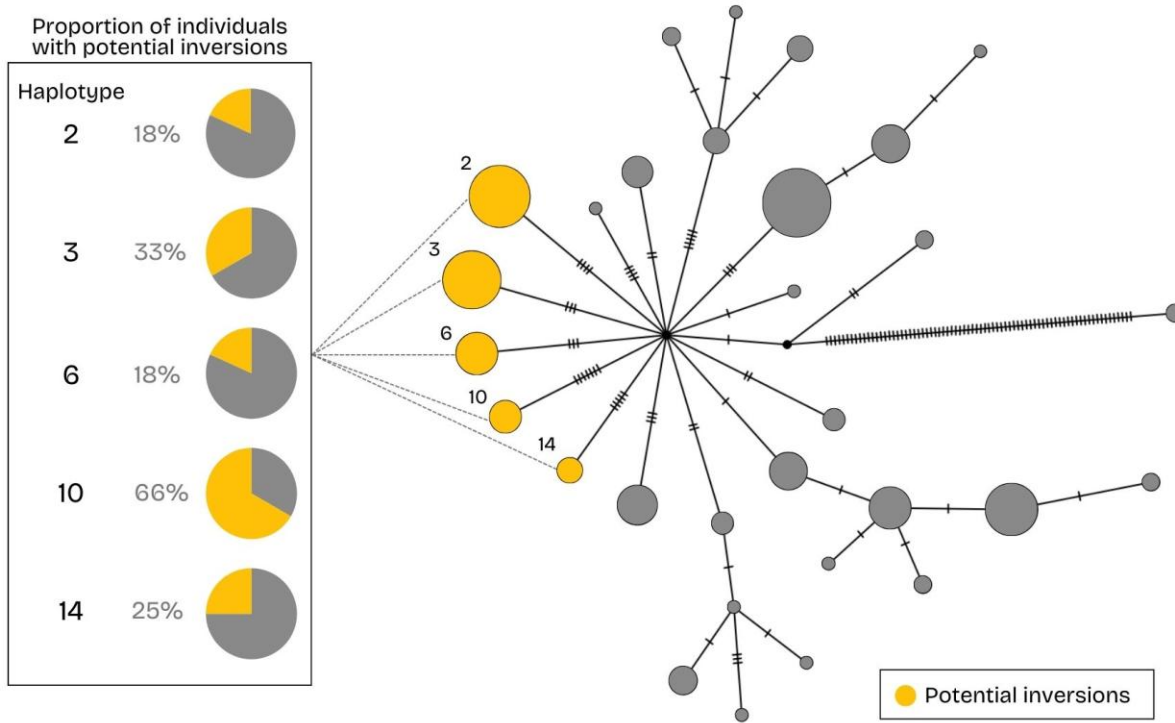 Proportion of individuals
with potential inversions
Haplotype
2 18%
3 33%
6 18%
10 66%
14 25%
2
3
6
10
14
Potential inversions